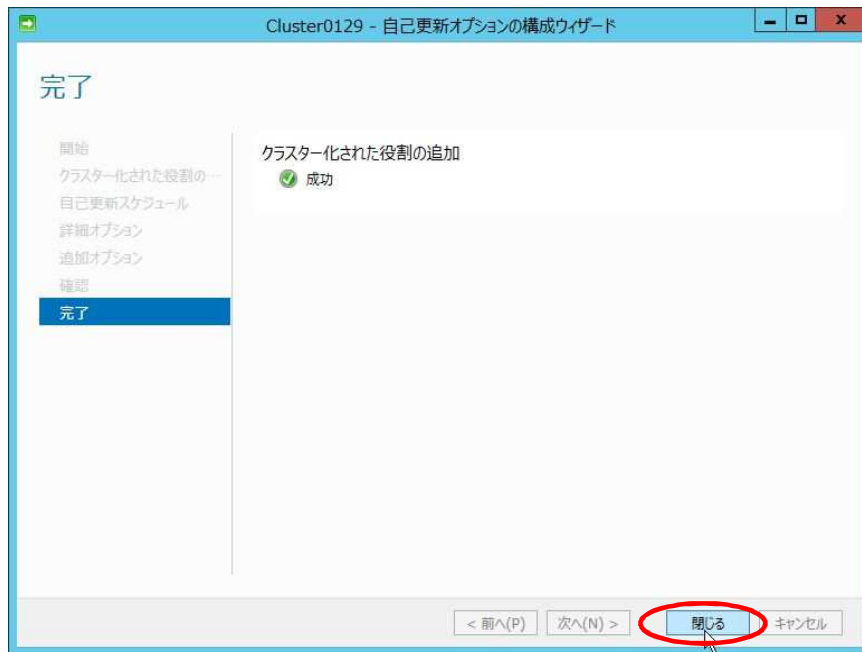 Cluster0129 - 自己更新オプションの構成ウィザード
完了
開始
クラスター化された役割の…
自己更新スケジュール
詳細オプション
追加オプション
確認
完了
クラスター化された役割の追加
成功
< 前へ(P)
次へ(N) >
閉じる
キャンセル